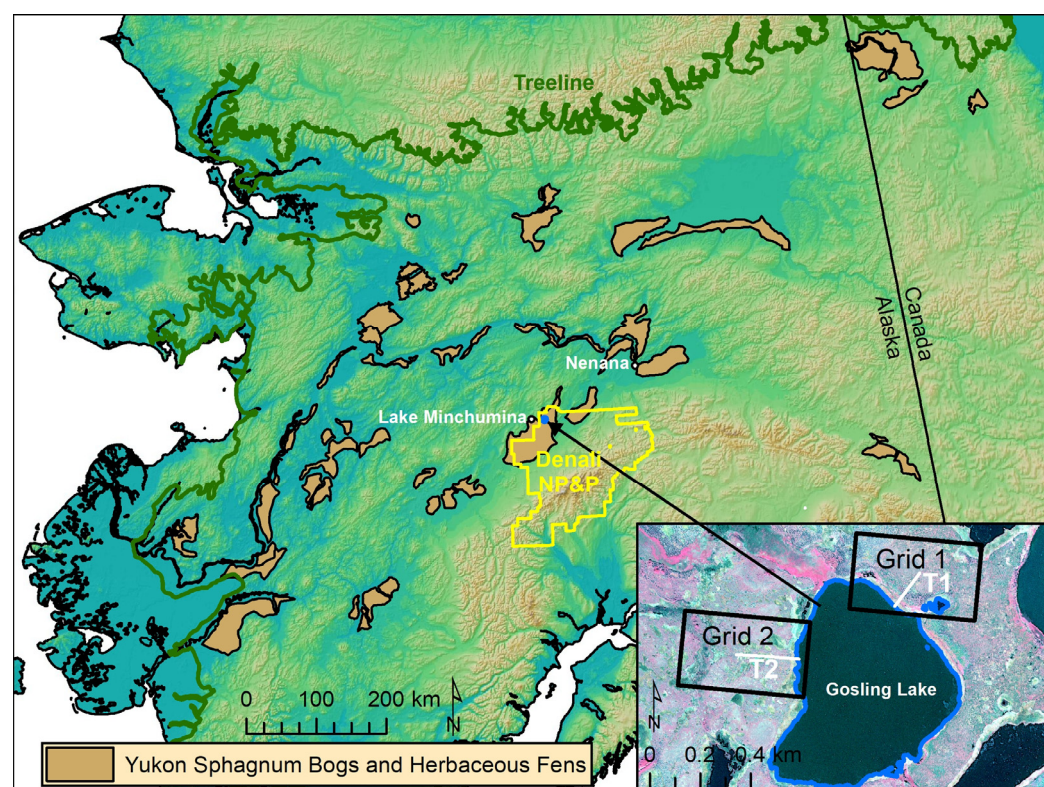 Treeline
Canada
Alaska
Nenana
Lake Minchumina
Denali
NP&P
Grid 1
T1
Grid 2
T2
Gosling Lake
0 100 200 km
N
N
0 0.2 0.4 km
Yukon Sphagnum Bogs and Herbaceous Fens